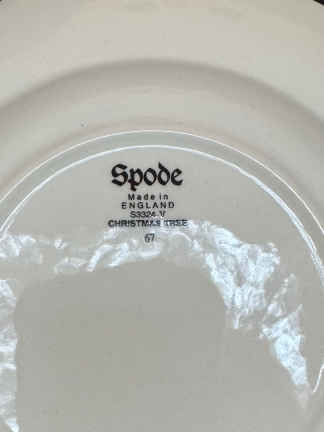 Spode
Made in
ENGLAND
S3324-V
CHRISTMAS TREE
67